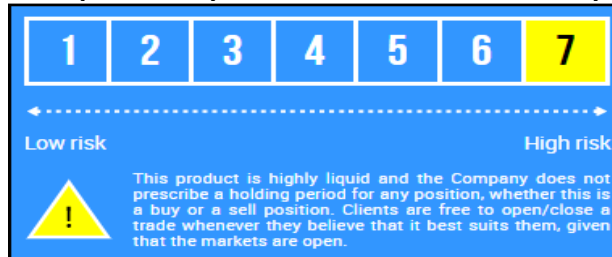 1 2 3 4 5 6 7
Low risk High risk
This product is highly liquid and the Company does not
prescribe a holding period for any position, whether this is
a buy or a sell position. Clients are free to open/close a
trade whenever they believe that it best suits them, given
that the markets are open.
!